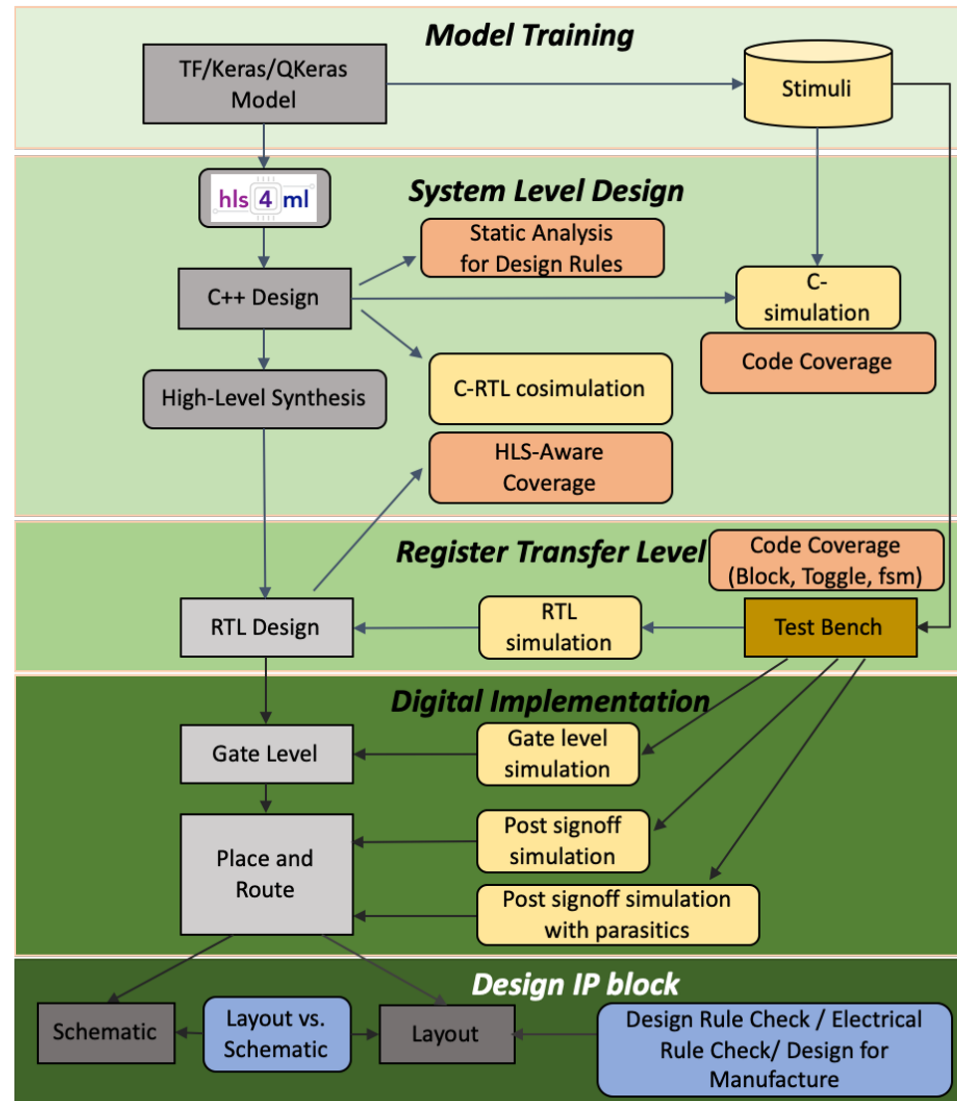 Model Training
TF/Keras/QKeras
Model
Stimuli
hls 4 ml
System Level Design
Static Analysis
for Design Rules
C++ Design
C-
simulation
Code Coverage
High-Level Synthesis
C-RTL cosimulation
HLS-Aware
Coverage
Register Transfer Level
Code Coverage
(Block, Toggle, fsm)
RTL Design
RTL
simulation
Test Bench
Digital Implementation
Gate Level
Gate level
simulation
Place and
Route
Post signoff
simulation
Post signoff simulation
with parasitics
Design IP block
Schematic
Layout vs.
Schematic
Layout
Design Rule Check / Electrical
Rule Check/ Design for
Manufacture